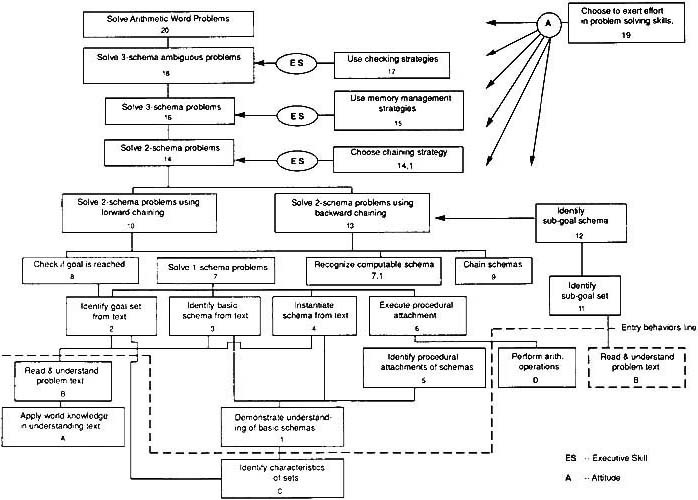 Solve Arithmetic Word Problems
20
Choose to exert effort
in problem solving skills.
19
A
Solve 3-schema ambiguous problems
18
ES
Use checking strategies
17
Solve 3-schema problems
16
ES
Use memory management
strategies
15
Solve 2-schema problems
14
ES
Choose chaining strategy
14.1
Solve 2-schema problems using
forward chaining
10
Solve 2-schema problems using
backward chaining
13
Identify
sub-goal schema
12
Check if goal is reached
8
Solve 1-schema problems
7
Recognize computable schema
7.1
Chain schemas
9
Identify
sub-goal set
11
Identify goal set
from text
2
Identify basic
schema from text
3
Instantiate
schema from text
4
Execute procedural
attachment
6
Entry behaviors line
Read & understand
problem text
B
Identify procedural
attachments of schemas
5
Perform arith.
operations
D
Read & understand
problem text
B
Apply world knowledge
in understanding text
A
Demonstrate understand-
ing of basic schemas
1
Identify characteristics
of sets
C
ES -- Executive Skill
A -- Attitude